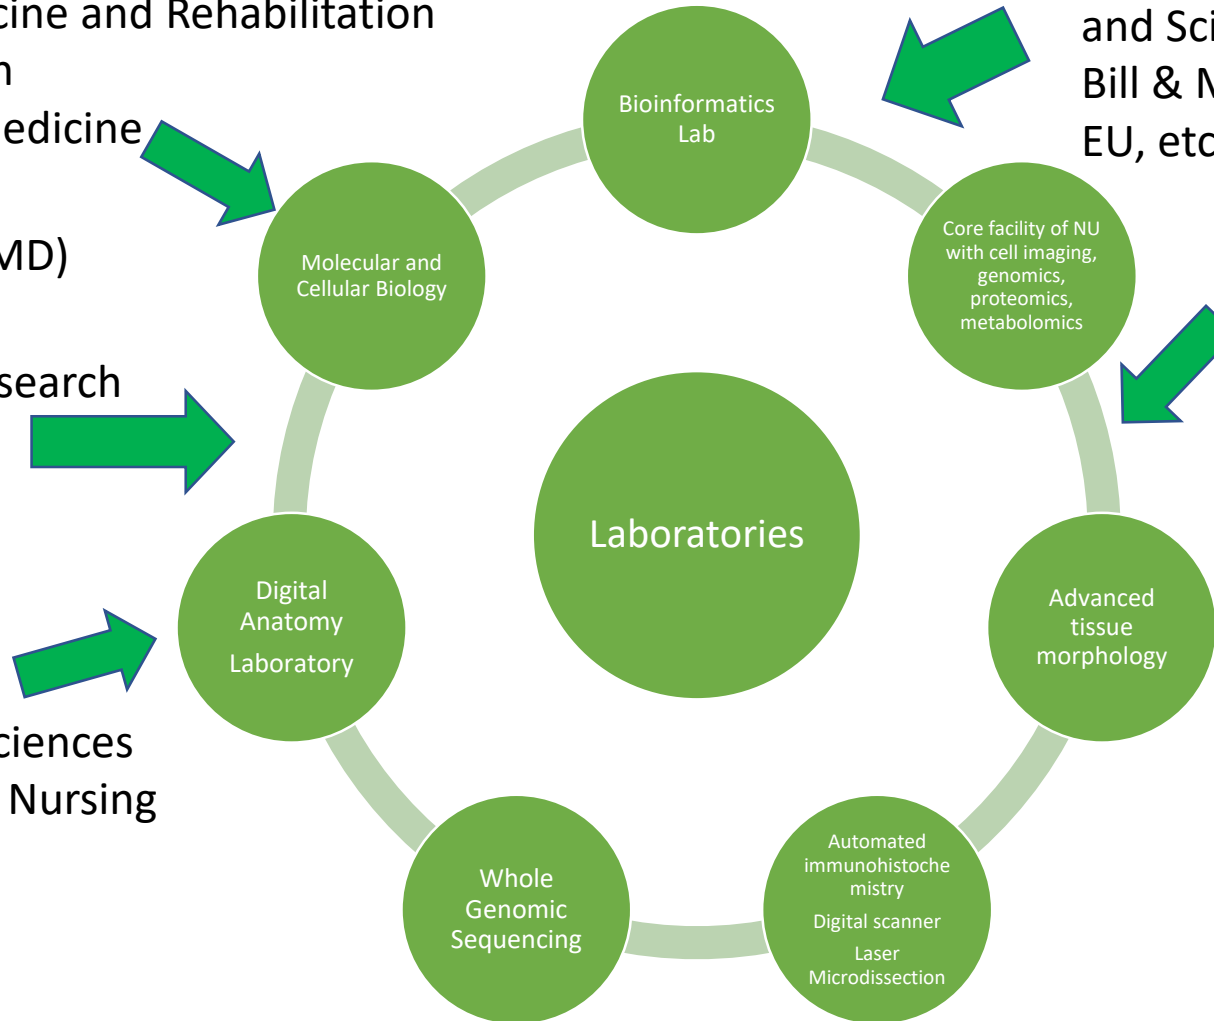 cine and Rehabilitation
n
edicine
MD)
search
ciences
Nursing
and Sci
Bill & M
EU, etc
Bioinformatics
Lab
Core facility of NU
with cell imaging,
genomics,
proteomics,
metabolomics
Advanced
tissue
morphology
Automated
immunohistoche
mistry
Digital scanner
Laser
Microdissection
Whole
Genomic
Sequencing
Digital
Anatomy
Laboratory
Molecular and
Cellular Biology
Laboratories